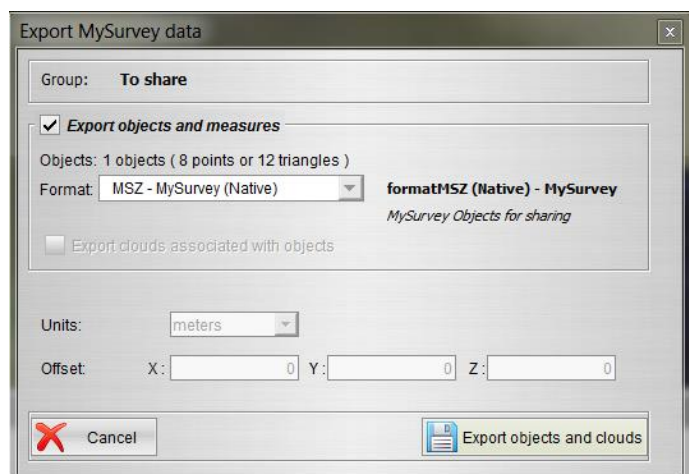 Export MySurvey data
x
Group: To share
Export objects and measures
Objects: 1 objects ( 8 points or 12 triangles )
Format: MSZ - MySurvey (Native) formatMSZ (Native) - MySurvey
MySurvey Objects for sharing
Export clouds associated with objects
Units: meters
Offset: X : 0 Y : 0 Z : 0
Cancel Export objects and clouds